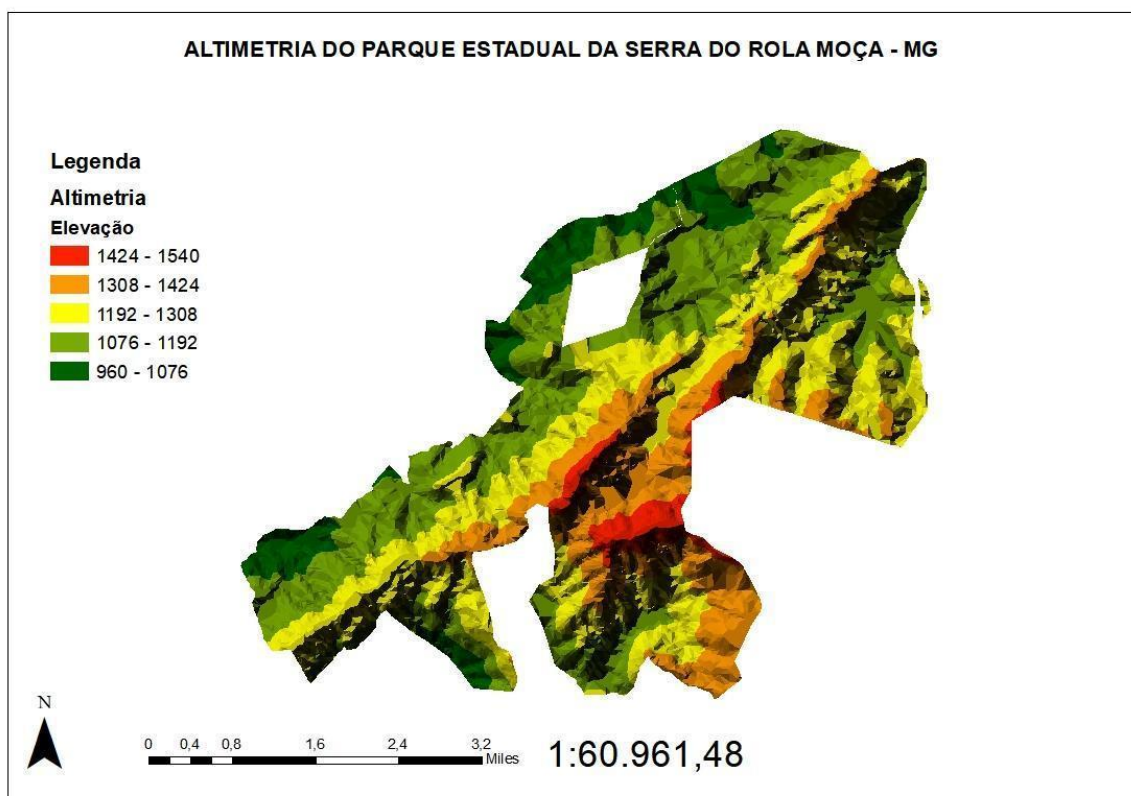 ALTIMETRIA DO PARQUE ESTADUAL DA SERRA DO ROLA MOÇA - MG
Legenda
Altimetria
Elevação
1424 - 1540
1308 - 1424
1192 - 1308
1076 - 1192
960 - 1076
N
0 0,4 0,8 1,6 2,4 3,2
Miles
1:60.961,48